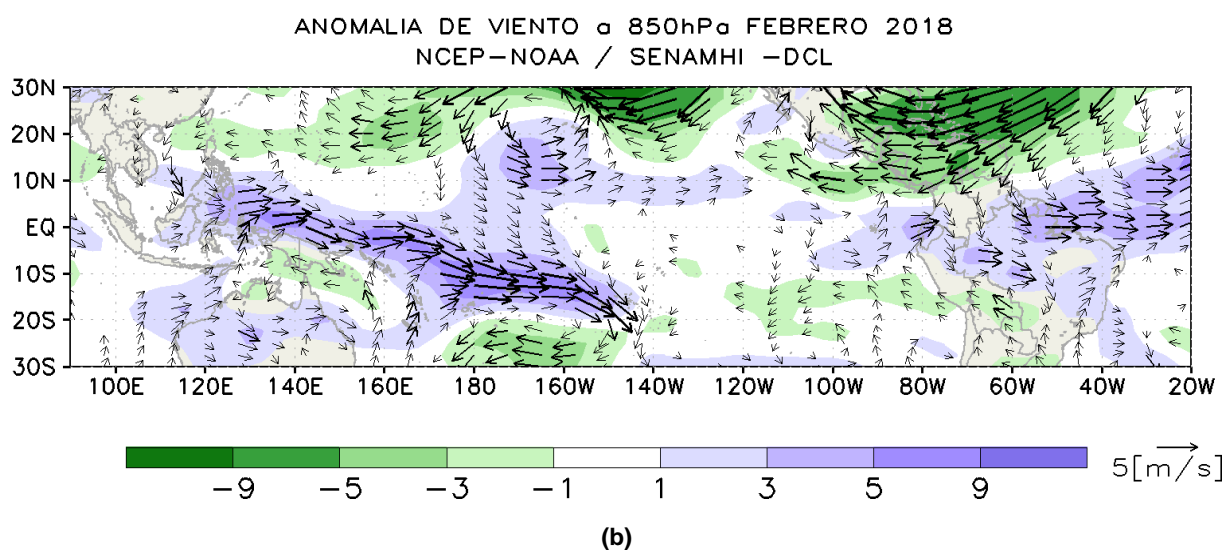 ANOMALIA DE VIENTO a 850hPa FEBRERO 2018
NCEP-NOAA / SENAMHI -DCL
30N
20N
10N
EQ
10S
20S
30S
100E 120E 140E 160E 180 160W 140W 120W 100W 80W 60W 40W 20W
-9 -5 -3 -1 1 3 5 9
5[m/s]
(b)